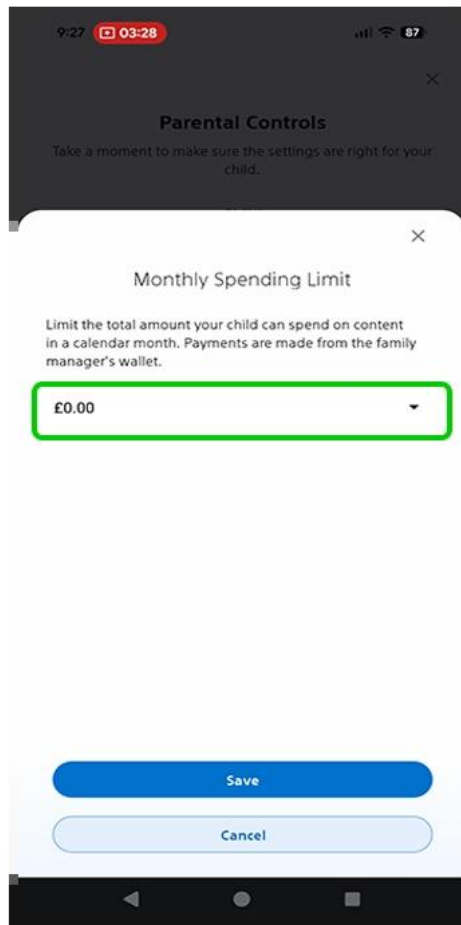 9:27 03:28 87
Parental Controls
Take a moment to make sure the settings are right for your
child.
Monthly Spending Limit
Limit the total amount your child can spend on content
in a calendar month. Payments are made from the family
manager's wallet.
£0.00
Save
Cancel